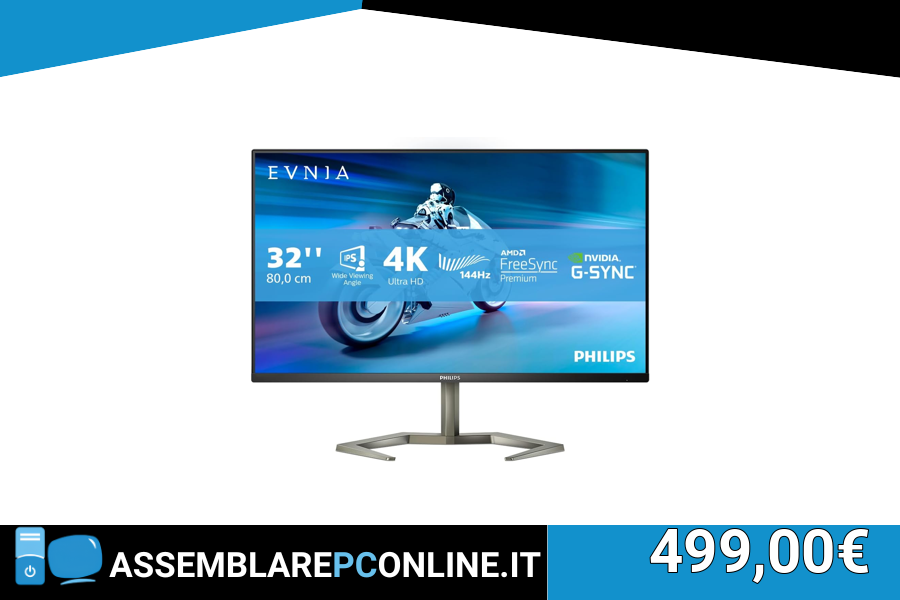 EVNIA
32''
80,0 cm
IPS
Wide Viewing
Angle
4K
Ultra HD
144Hz
AMD
FreeSync
Premium
NVIDIA.
G-SYNC
PHILIPS
PHILIPS
ASSEMBLAREPCONLINE.IT
499,00€